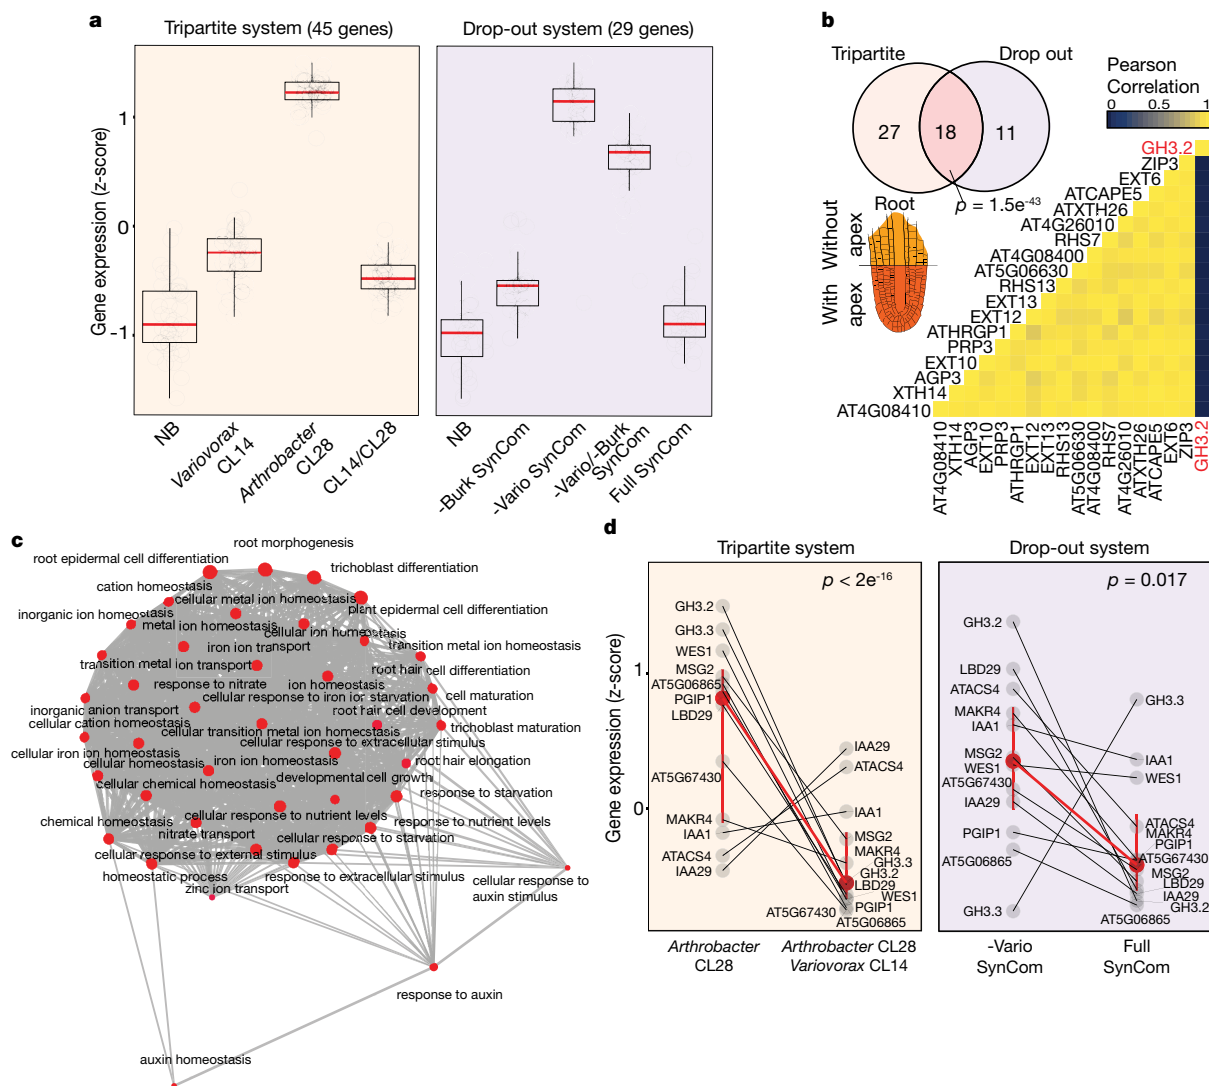 a
Tripartite system (45 genes)
Drop-out system (29 genes)
Gene expression (z-score)
1
0
-1
NB
Variovorax CL14
Arthrobacter CL28
CL14/CL28
NB
-Burk SynCom
-Vario SynCom
-Vario/-Burk SynCom
Full SynCom
b
Tripartite
Drop out
27
18
11
p = 1.5e-43
Pearson
Correlation
0 0.5 1
Root
Without apex
With apex
GH3.2
ZIP3
EXT6
ATCAPE5
ATXTH26
AT4G26010
RHS7
AT4G08400
AT5G06630
RHS13
EXT13
EXT12
ATHRGP1
PRP3
EXT10
AGP3
XTH14
AT4G08410
AT4G08410
XTH14
AGP3
EXT10
PRP3
ATHRGP1
EXT12
EXT13
RHS13
AT5G06630
AT4G08400
RHS7
AT4G26010
ATXTH26
ATCAPE5
EXT6
ZIP3
GH3.2
c
root morphogenesis
root epidermal cell differentiation
trichoblast differentiation
cation homeostasis
cellular metal ion homeostasis
plant epidermal cell differentiation
inorganic ion homeostasis
metal ion homeostasis
cellular ion homeostasis
iron ion transport
transition metal ion homeostasis
transition metal ion transport
root hair cell differentiation
response to nitrate
ion homeostasis
cell maturation
cellular response to iron ion starvation
inorganic anion transport
root hair cell development
cellular cation homeostasis
trichoblast maturation
cellular transition metal ion homeostasis
cellular response to extracellular stimulus
cellular iron ion homeostasis
iron ion homeostasis
root hair elongation
cellular homeostasis
developmental cell growth
cellular chemical homeostasis
response to starvation
chemical homeostasis
cellular response to nutrient levels
response to nutrient levels
nitrate transport
cellular response to starvation
cellular response to external stimulus
homeostatic process
response to extracellular stimulus
zinc ion transport
cellular response to
auxin stimulus
response to auxin
auxin homeostasis
d
Tripartite system
Drop-out system
Gene expression (z-score)
1
0
p < 2e-16
GH3.2
GH3.3
WES1
MSG2
AT5G06865
PGIP1
LBD29
AT5G67430
MAKR4
IAA1
ATACS4
IAA29
IAA29
ATACS4
IAA1
MSG2
MAKR4
GH3.3
GH3.2
LBD29
WES1
PGIP1
AT5G67430
AT5G06865
Arthrobacter
CL28
Arthrobacter CL28
Variovorax CL14
p = 0.017
GH3.2
LBD29
ATACS4
MAKR4
IAA1
MSG2
WES1
AT5G67430
IAA29
PGIP1
AT5G06865
GH3.3
GH3.3
IAA1
WES1
ATACS4
MAKR4
PGIP1
AT5G67430
MSG2
LBD29
IAA29
GH3.2
AT5G06865
-Vario
SynCom
Full
SynCom